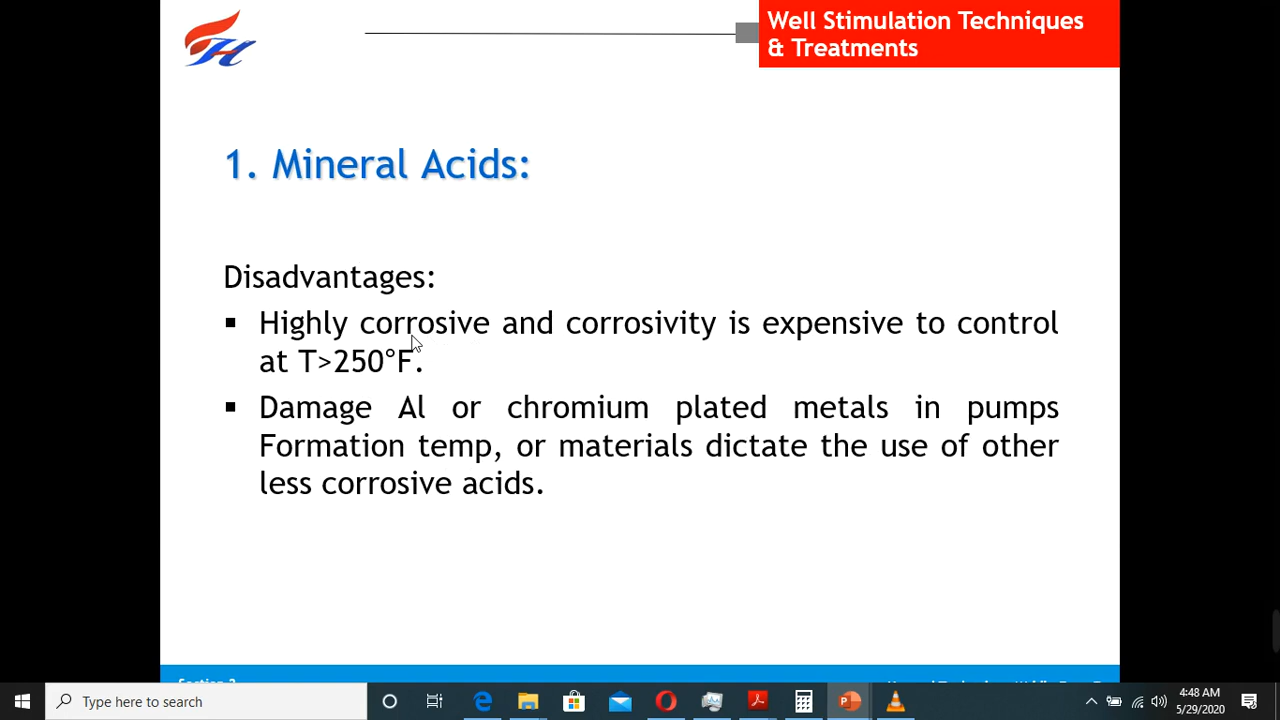 Well Stimulation Techniques
& Treatments
1. Mineral Acids:
Disadvantages:
▪ Highly corrosive and corrosivity is expensive to control
at T>250°F.
▪ Damage Al or chromium plated metals in pumps
Formation temp, or materials dictate the use of other
less corrosive acids.
Type here to search
4:48 AM
5/29/2020